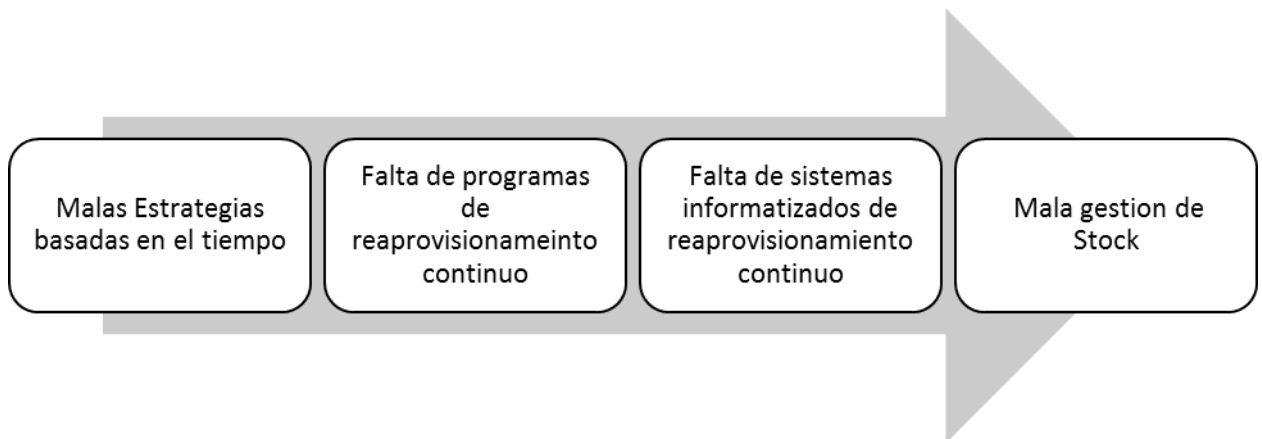 Malas Estrategias
basadas en el tiempo
Falta de programas
de
reaprovisionameinto
continuo
Falta de sistemas
informatizados de
reaprovisionamiento
continuo
Mala gestion de
Stock